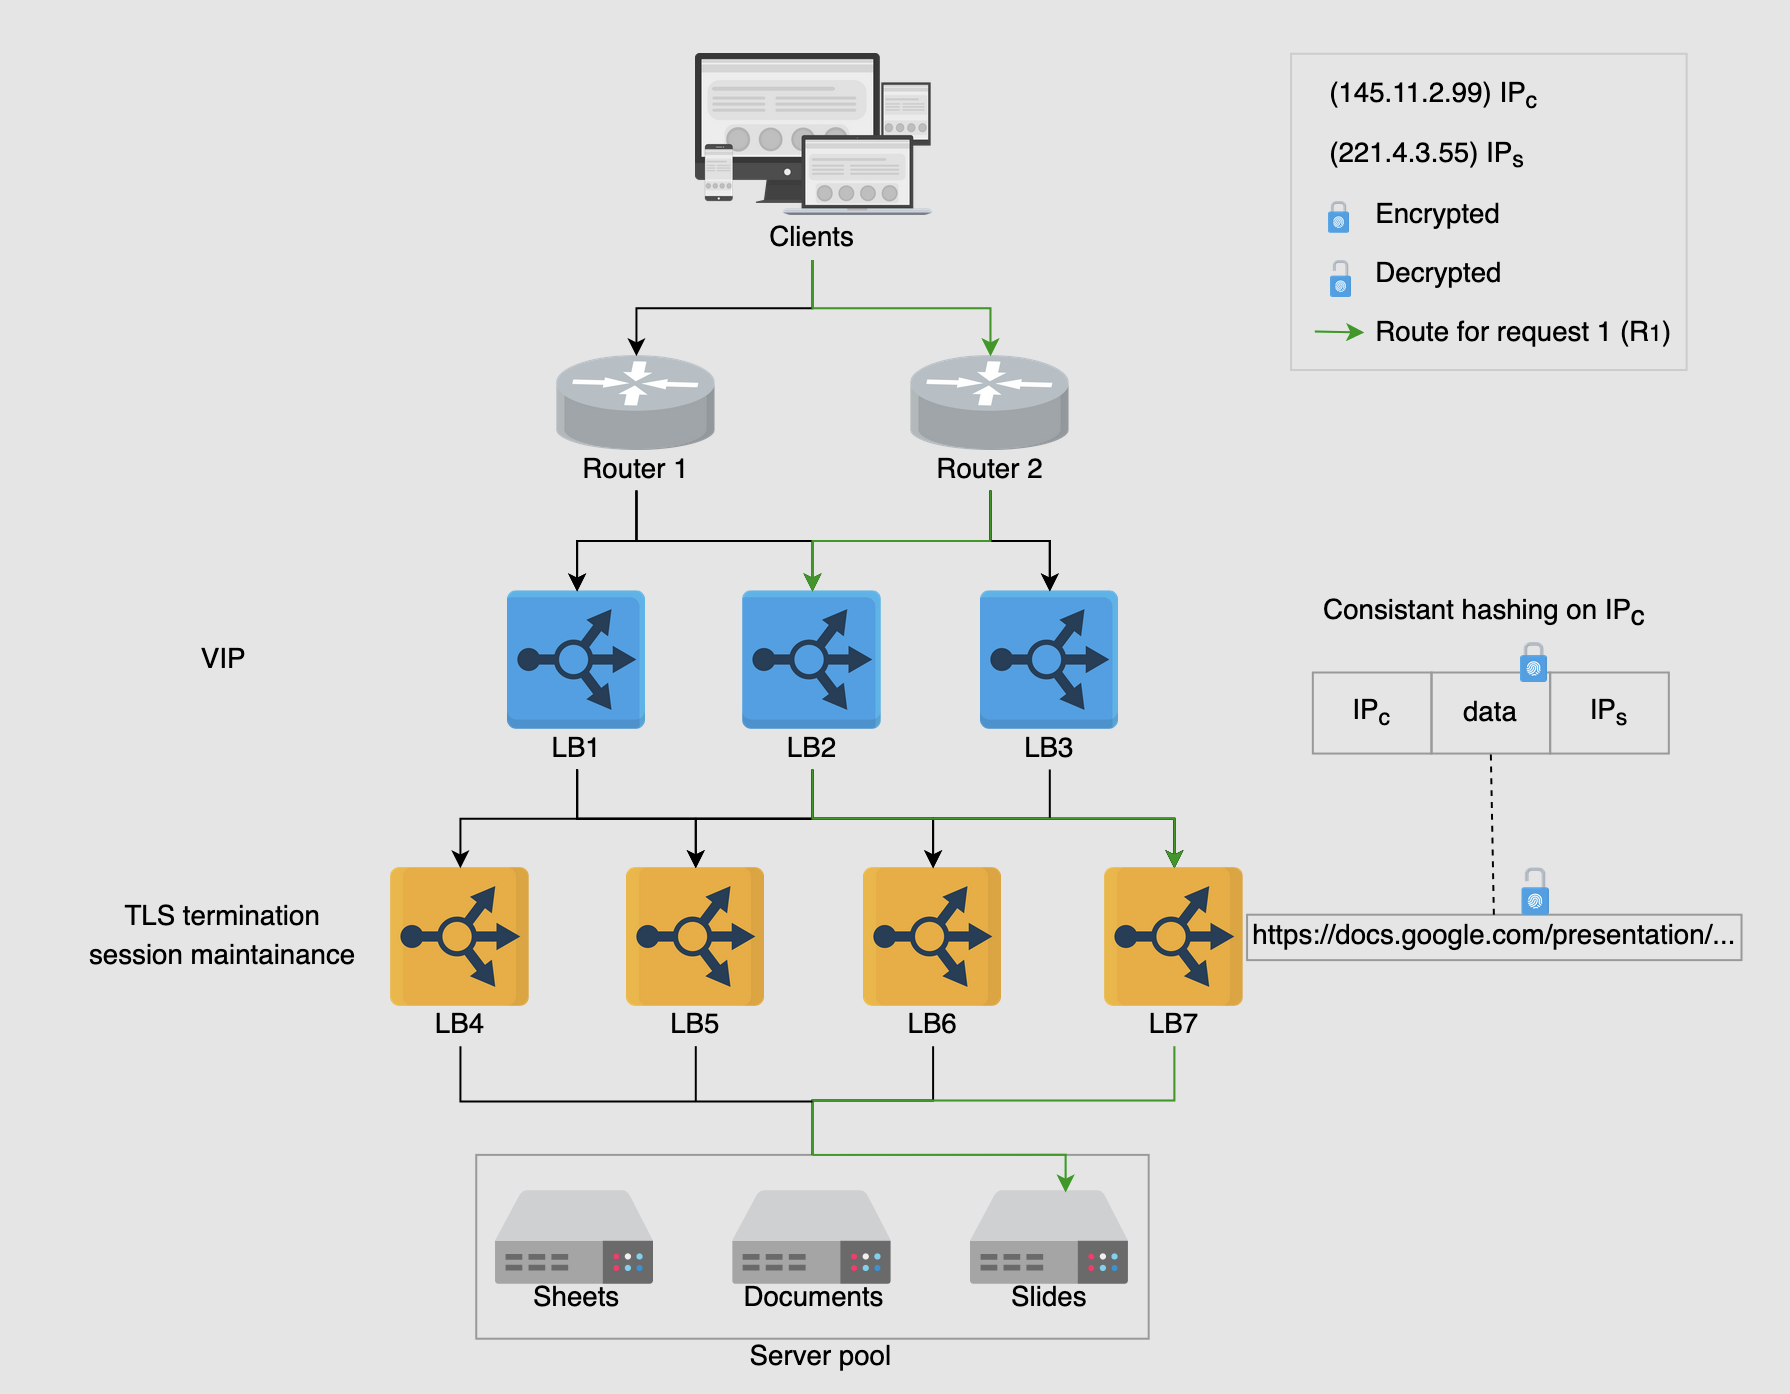 Clients
(145.11.2.99) IPc
(221.4.3.55) IPs
Encrypted
Decrypted
Route for request 1 (R1)
Router 1
Router 2
VIP
LB1
LB2
LB3
Consistant hashing on IPc
IPc
data
IPs
TLS termination
session maintainance
https://docs.google.com/presentation/...
LB4
LB5
LB6
LB7
Sheets
Documents
Slides
Server pool